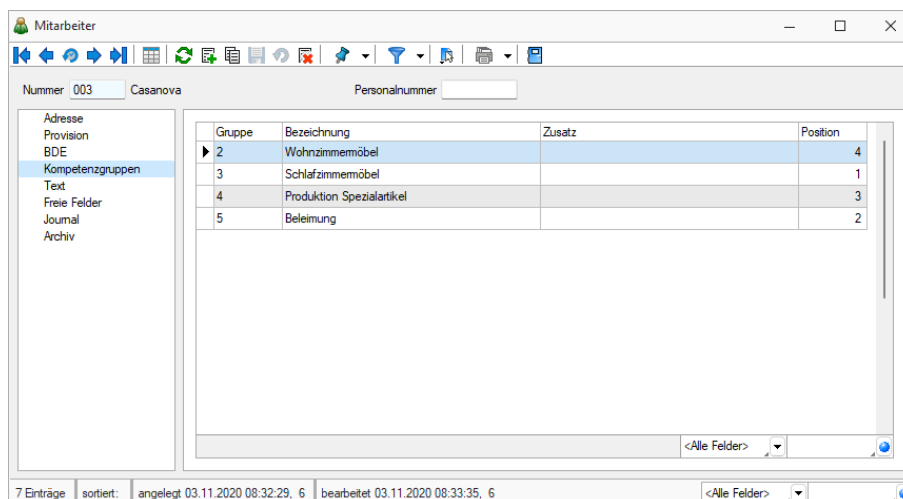 Mitarbeiter
Nummer 003 Casanova Personalnummer
Adresse
Provision
BDE
Kompetenzgruppen
Text
Freie Felder
Journal
Archiv
Gruppe Bezeichnung Zusatz Position
2 Wohnzimmermöbel 4
3 Schlafzimmermöbel 1
4 Produktion Spezialartikel 3
5 Beleimung 2
<Alle Felder>
7 Einträge sortiert: angelegt 03.11.2020 08:32:29, 6 bearbeitet 03.11.2020 08:33:35, 6 <Alle Felder>